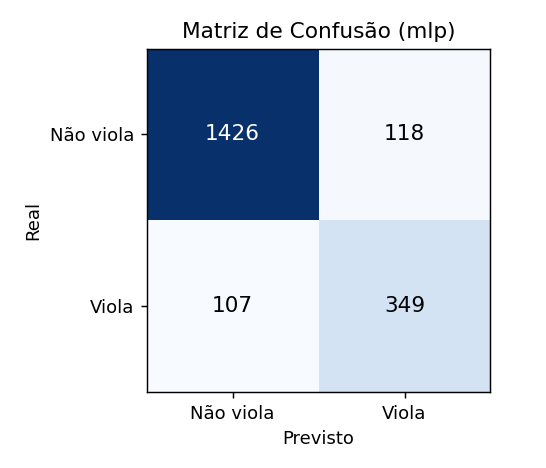 Matriz de Confusão (mlp)
Não viola
1426
118
Real
Viola
107
349
Não viola
Viola
Previsto